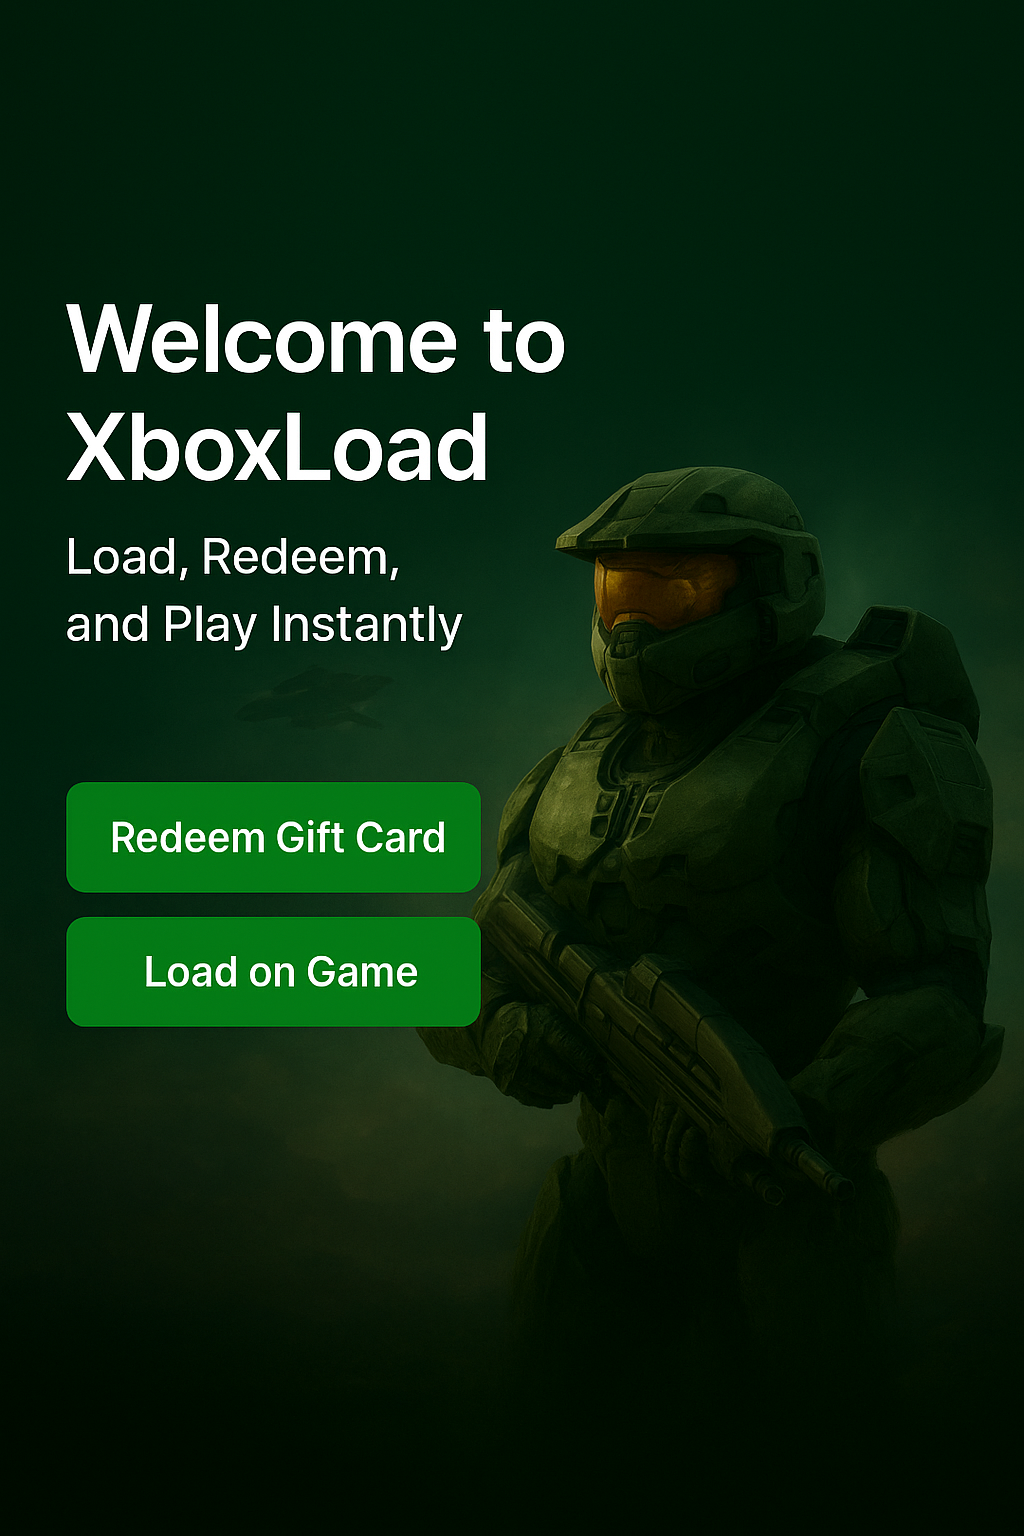 Welcome to
XboxLoad
Load, Redeem,
and Play Instantly
Redeem Gift Card
Load on Game